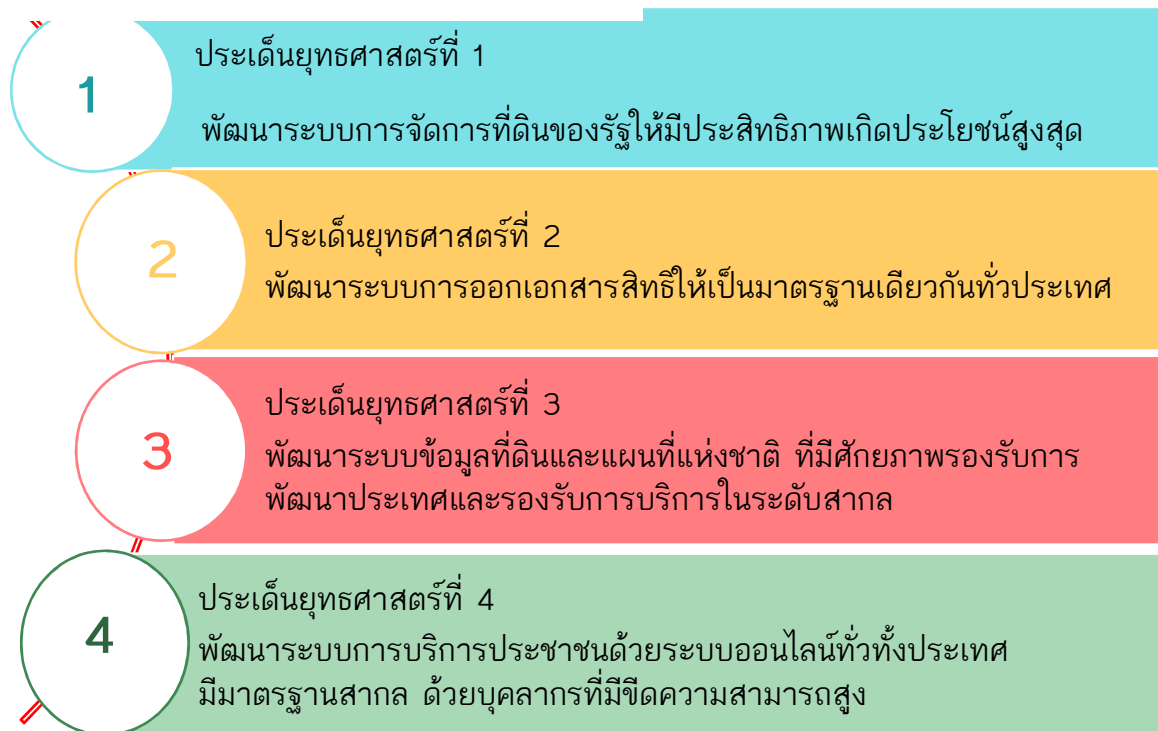 1
ประเด็นยุทธศาสตร์ที่ 1
พัฒนาระบบการจัดการที่ดินของรัฐให้มีประสิทธิภาพเกิดประโยชน์สูงสุด
2
ประเด็นยุทธศาสตร์ที่ 2
พัฒนาระบบการออกเอกสารสิทธิให้เป็นมาตรฐานเดียวกันทั่วประเทศ
3
ประเด็นยุทธศาสตร์ที่ 3
พัฒนาระบบข้อมูลที่ดินและแผนที่แห่งชาติ ที่มีศักยภาพรองรับการ
พัฒนาประเทศและรองรับการบริการในระดับสากล
4
ประเด็นยุทธศาสตร์ที่ 4
พัฒนาระบบการบริการประชาชนด้วยระบบออนไลน์ทั่วทั้งประเทศ
มีมาตรฐานสากล ด้วยบุคลากรที่มีขีดความสามารถสูง